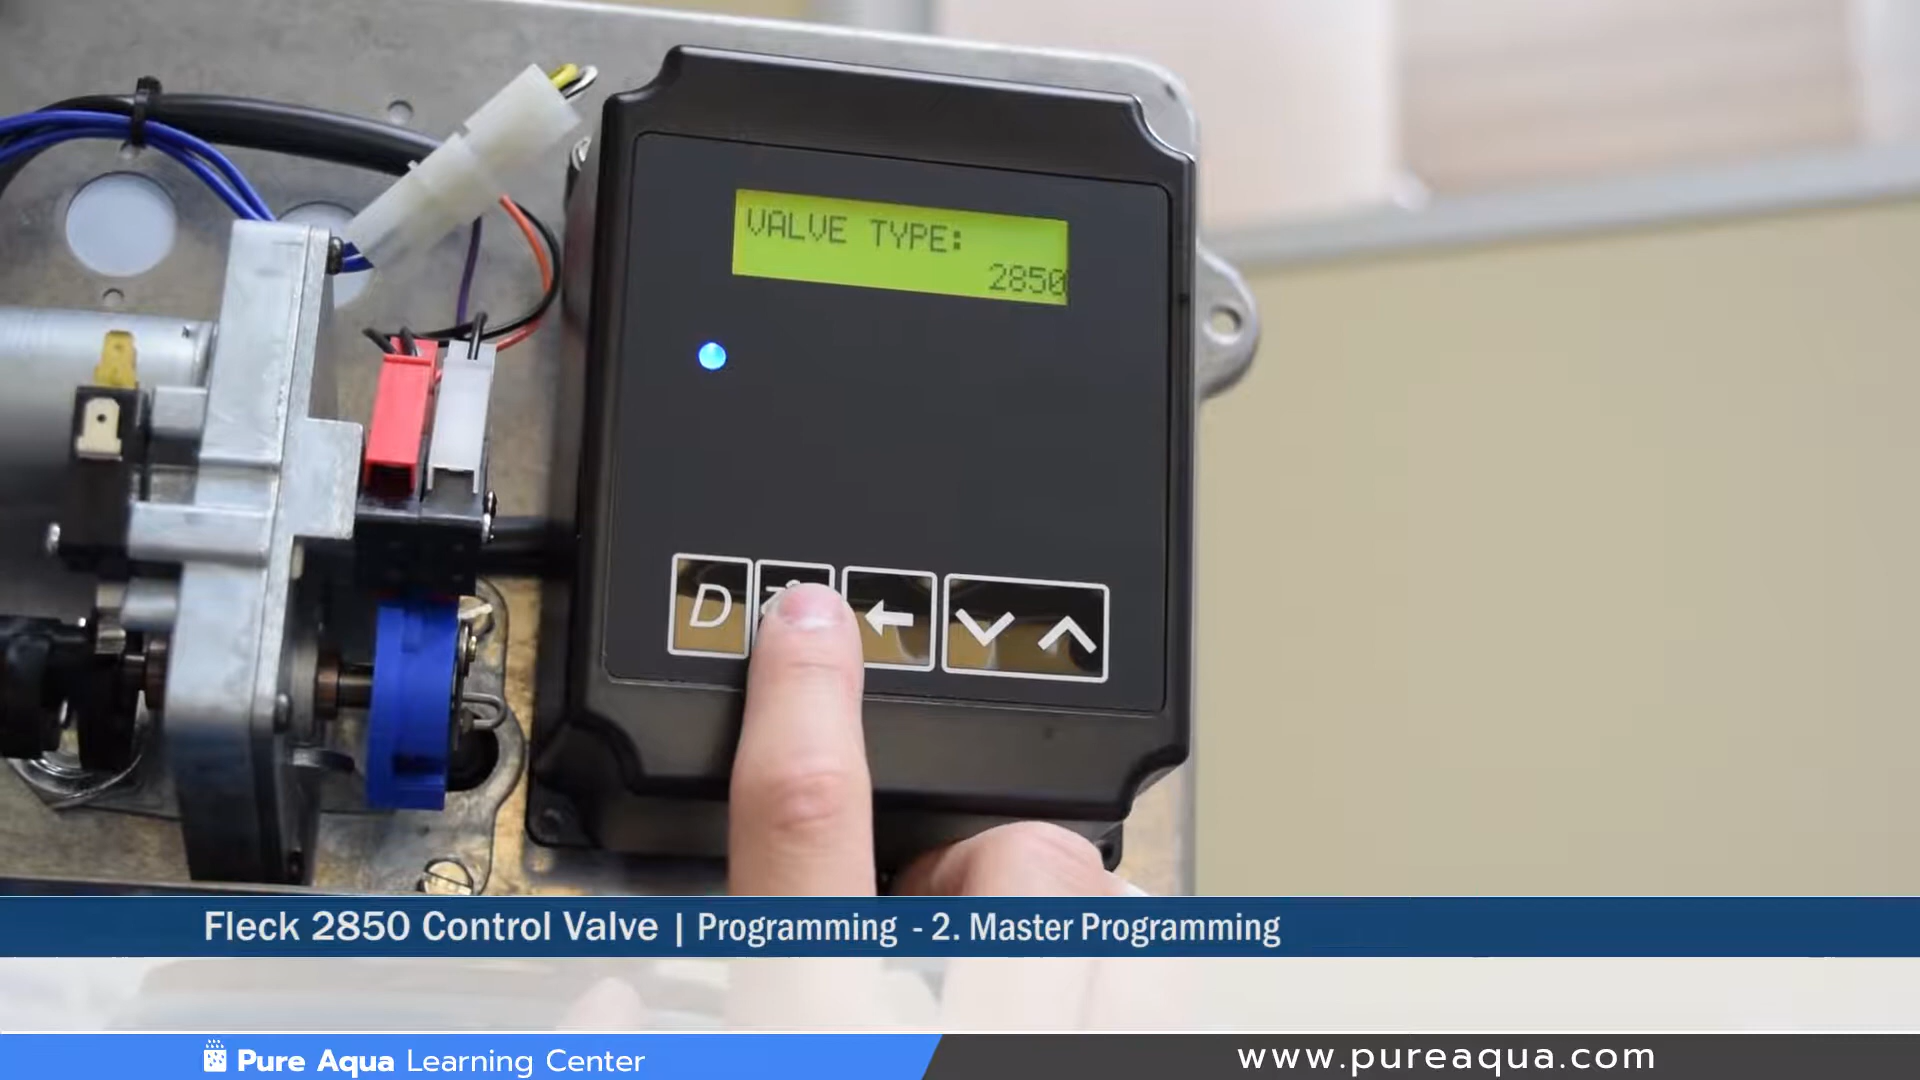 VALVE TYPE:
2850
D
Fleck 2850 Control Valve | Programming - 2. Master Programming
Pure Aqua Learning Center
www.pureaqua.com